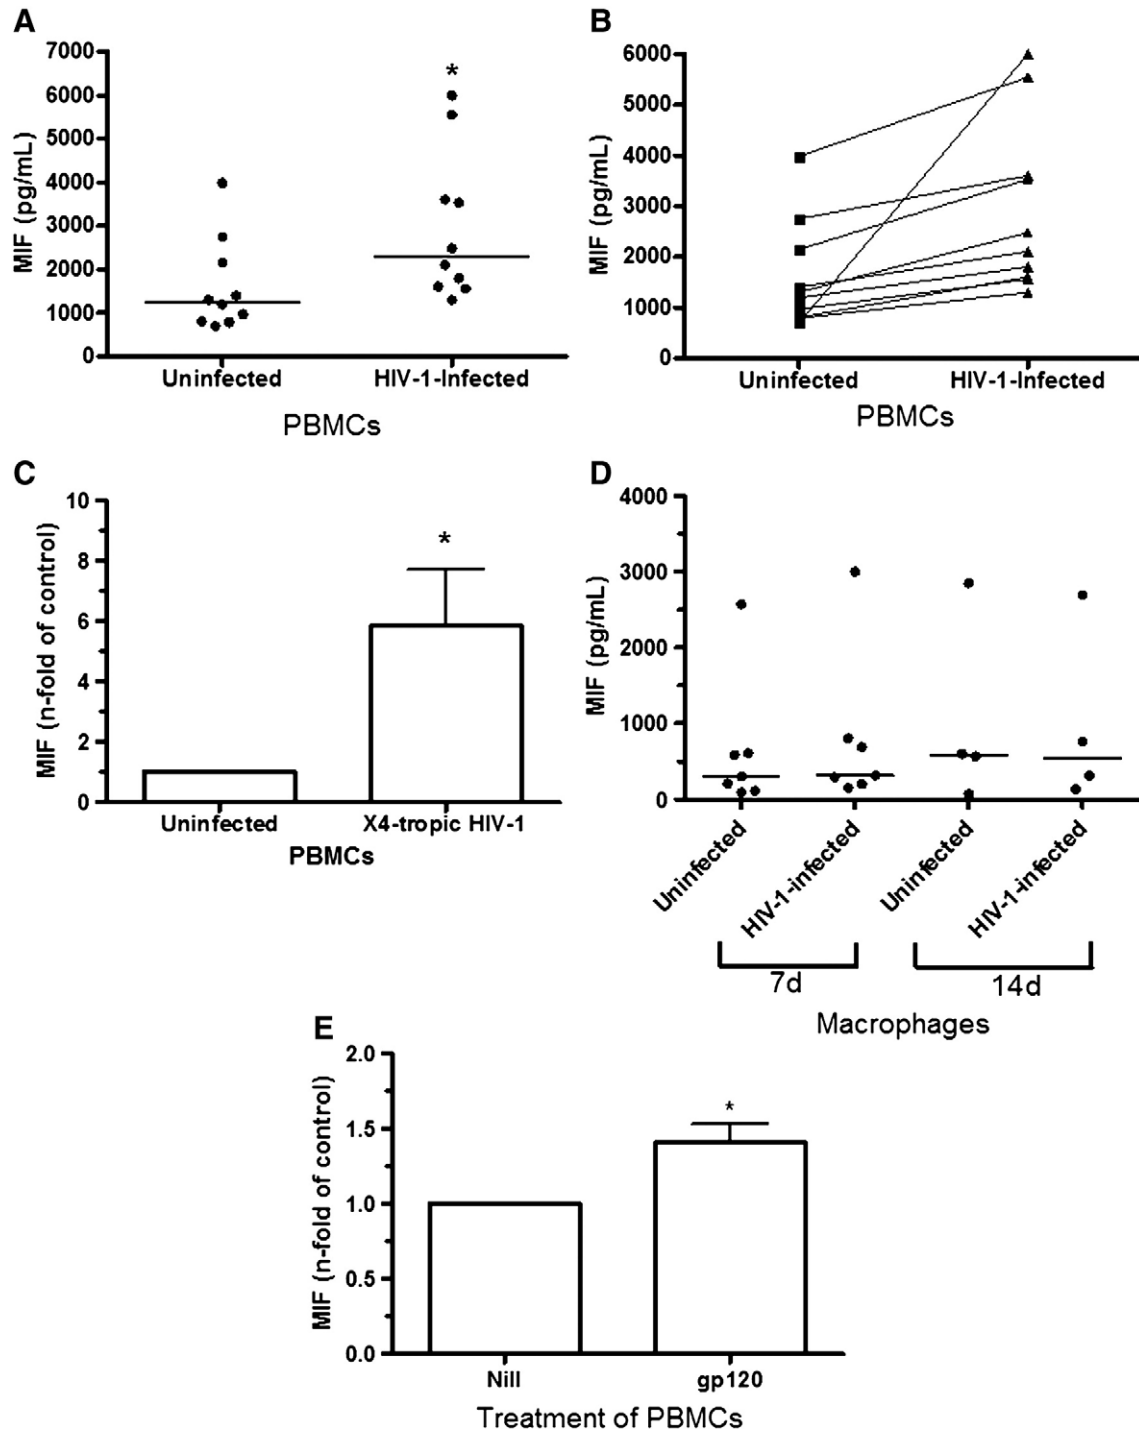 A
MIF (pg/mL)
7000
6000
5000
4000
3000
2000
1000
0
*
Uninfected
HIV-1-Infected
PBMCs
B
MIF (pg/mL)
6000
5000
4000
3000
2000
1000
0
Uninfected
HIV-1-Infected
PBMCs
C
MIF (n-fold of control)
10
8
6
4
2
0
*
Uninfected
X4-tropic HIV-1
PBMCs
D
MIF (pg/mL)
4000
3000
2000
1000
0
Uninfected
HIV-1-infected
Uninfected
HIV-1-infected
7d
14d
Macrophages
E
MIF (n-fold of control)
2.0
1.5
1.0
0.5
0.0
*
Nill
gp120
Treatment of PBMCs